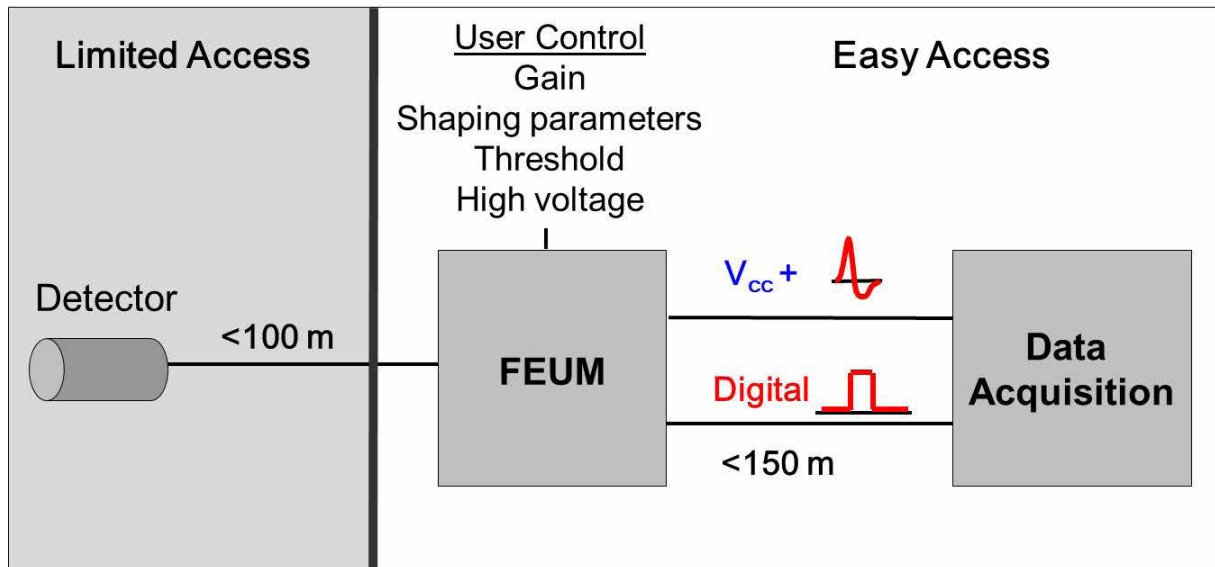 Limited Access
User Control
Gain
Shaping parameters
Threshold
High voltage
Easy Access
Detector
<100 m
FEUM
Vcc +
Digital
<150 m
Data
Acquisition